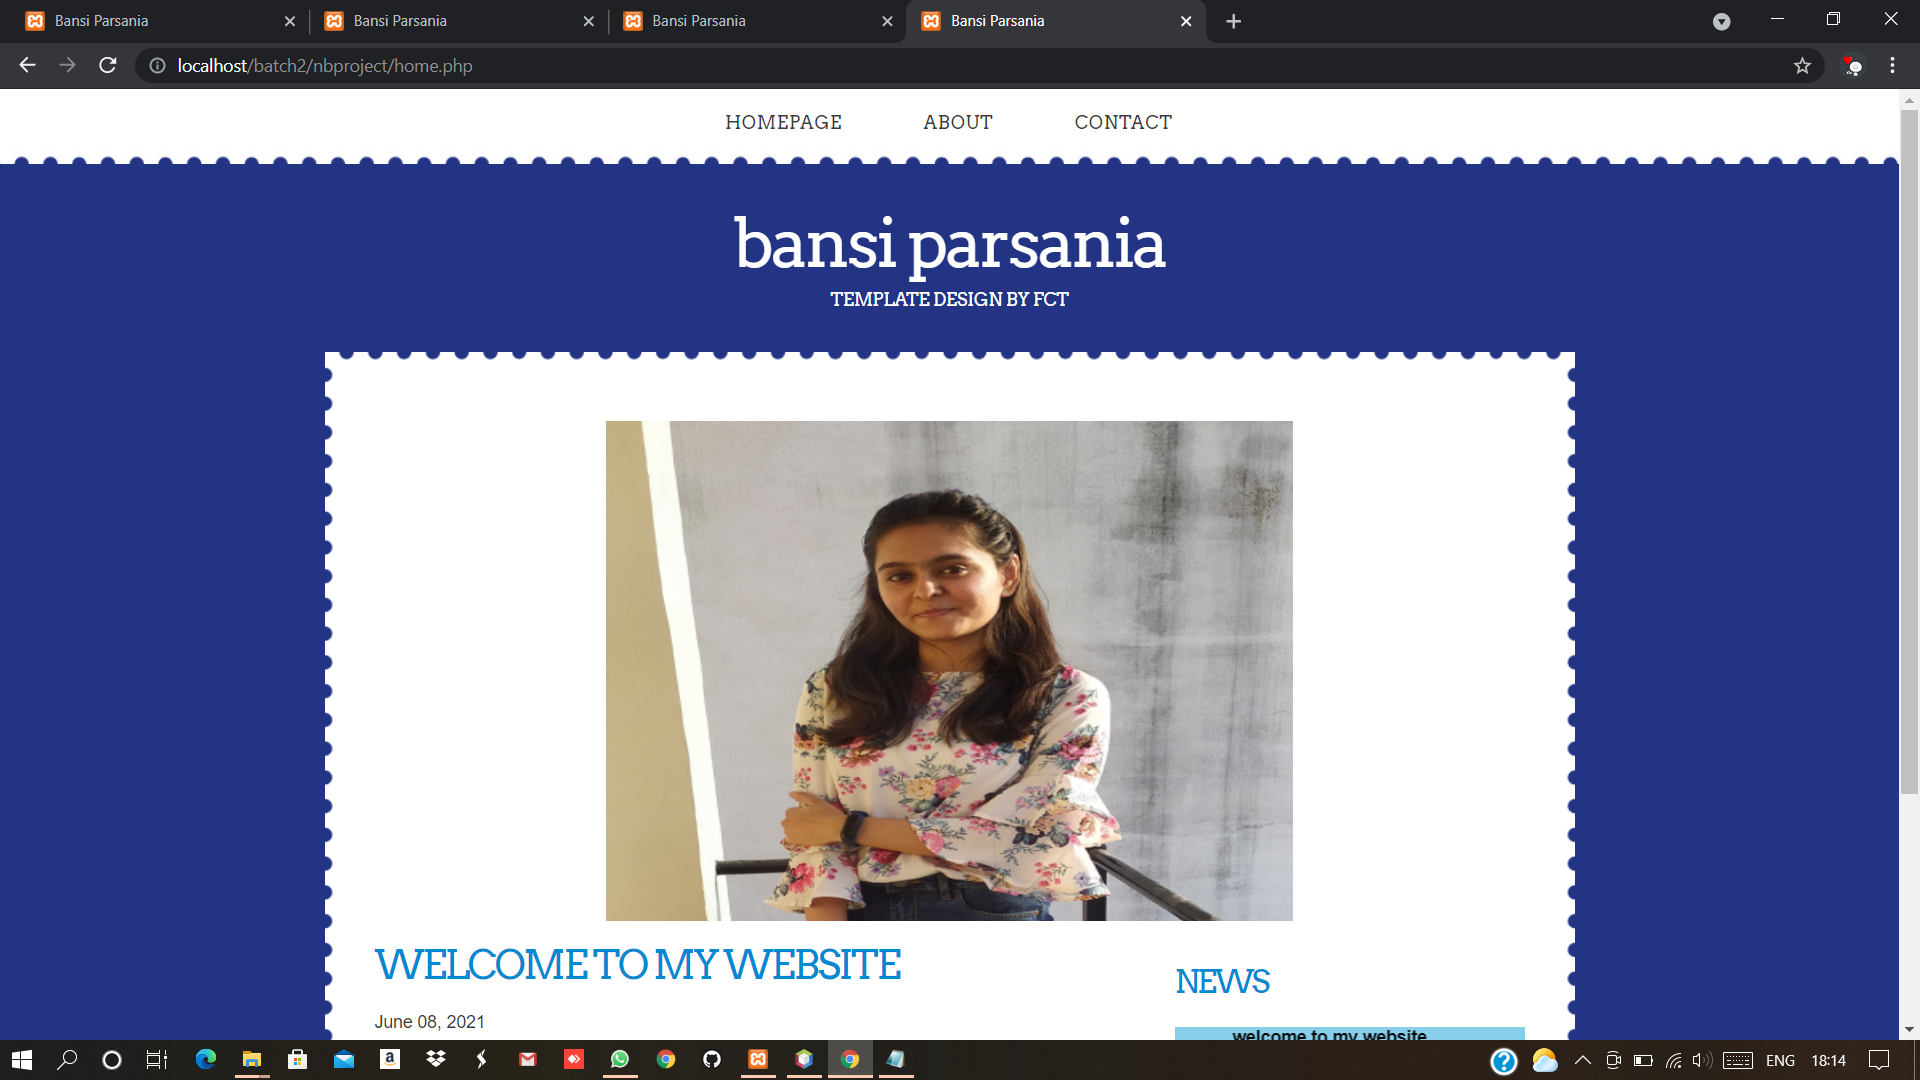 Bansi Parsania
Bansi Parsania
Bansi Parsania
Bansi Parsania
localhost/batch2/nbproject/home.php
HOMEPAGE ABOUT CONTACT
bansi parsania
TEMPLATE DESIGN BY FCT
WELCOME TO MY WEBSITE
June 08, 2021
NEWS
welcome to my website
a
ENG 18:14